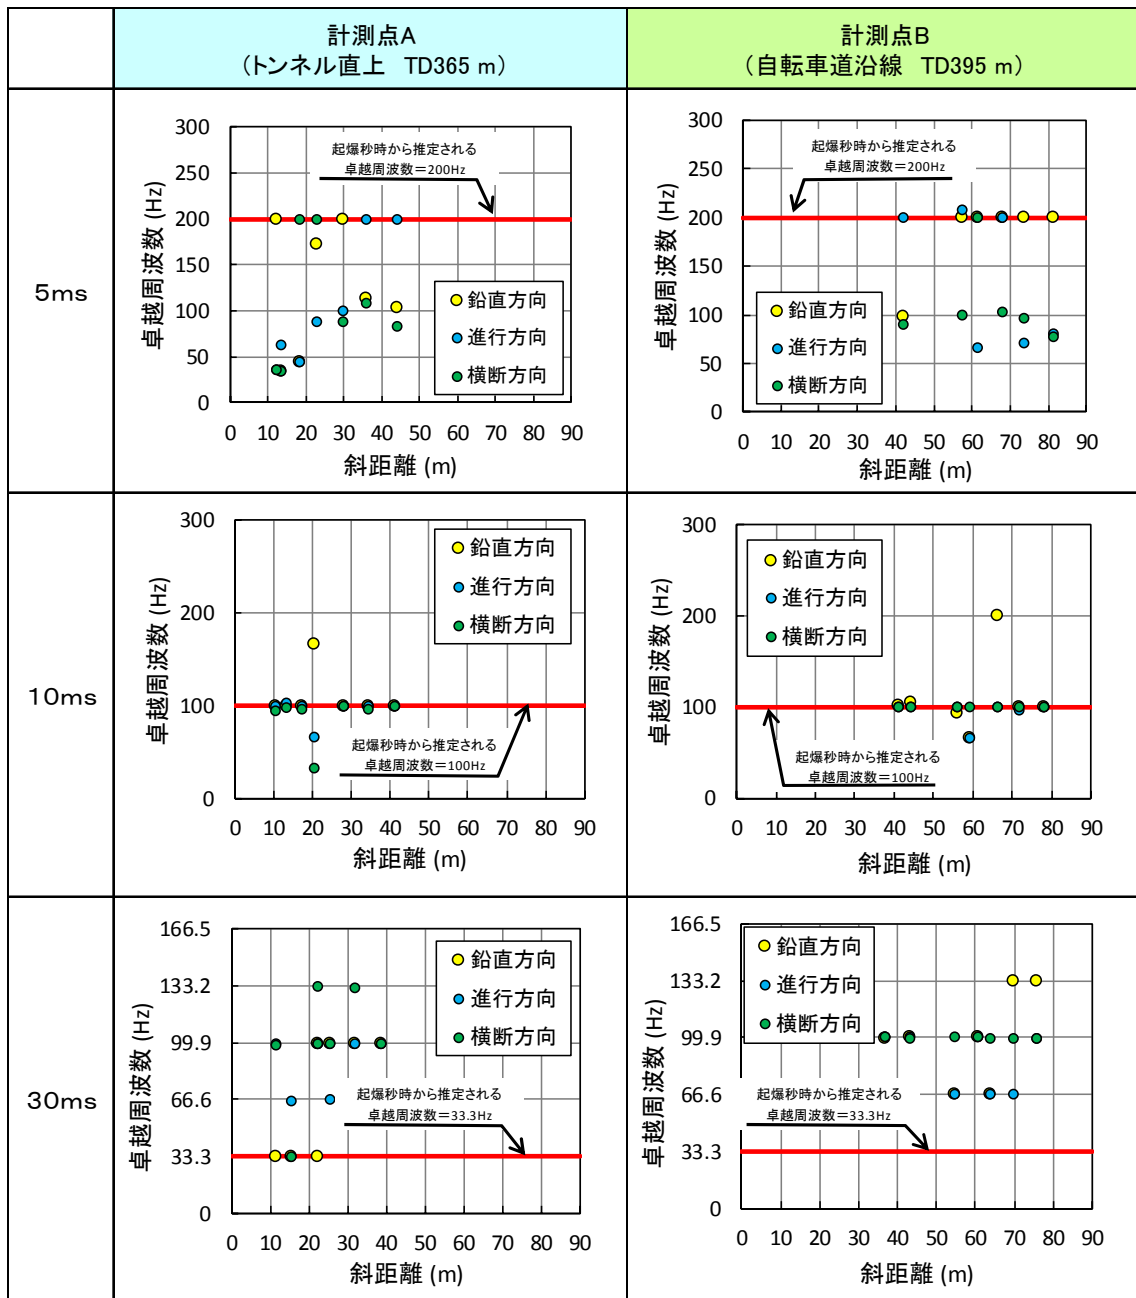 計測点A
（トンネル直上　TD365 m）
計測点B
（自転車道沿線　TD395 m）
5ms
卓越周波数 (Hz)
300
250
200
150
100
50
0
起爆秒時から推定される
卓越周波数＝200Hz
鉛直方向
進行方向
横断方向
0 10 20 30 40 50 60 70 80 90
斜距離 (m)
卓越周波数 (Hz)
300
250
200
150
100
50
0
起爆秒時から推定される
卓越周波数＝200Hz
鉛直方向
進行方向
横断方向
0 10 20 30 40 50 60 70 80 90
斜距離 (m)
10ms
卓越周波数 (Hz)
300
200
100
0
鉛直方向
進行方向
横断方向
起爆秒時から推定される
卓越周波数＝100Hz
0 10 20 30 40 50 60 70 80 90
斜距離 (m)
卓越周波数 (Hz)
300
200
100
0
鉛直方向
進行方向
横断方向
起爆秒時から推定される
卓越周波数＝100Hz
0 10 20 30 40 50 60 70 80 90
斜距離 (m)
30ms
卓越周波数 (Hz)
166.5
133.2
99.9
66.6
33.3
0
鉛直方向
進行方向
横断方向
起爆秒時から推定される
卓越周波数＝33.3Hz
0 10 20 30 40 50 60 70 80 90
斜距離 (m)
卓越周波数 (Hz)
166.5
133.2
99.9
66.6
33.3
0
鉛直方向
進行方向
横断方向
起爆秒時から推定される
卓越周波数＝33.3Hz
0 10 20 30 40 50 60 70 80 90
斜距離 (m)